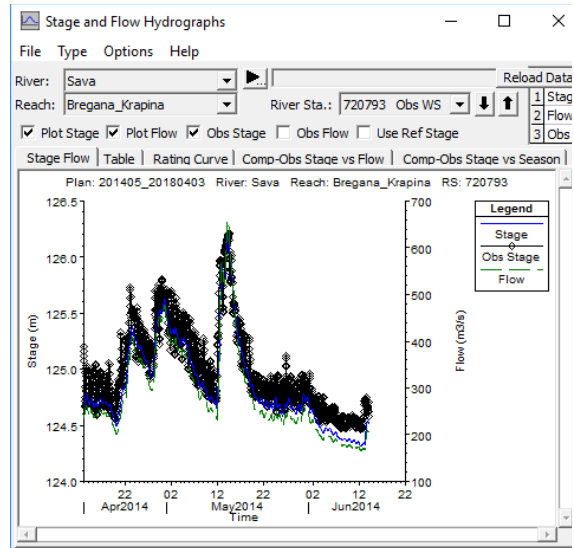 Stage and Flow Hydrographs
File Type Options Help
River: Sava Reload Data
Reach: Bregana_Krapina River Sta.: 720793 Obs WS
1 Stag
2 Flow
3 Obs
Plot Stage Plot Flow Obs Stage Obs Flow Use Ref Stage
Stage Flow Table Rating Curve Comp-Obs Stage vs Flow Comp-Obs Stage vs Season
Plan: 201405_20180403 River: Sava Reach: Bregana_Krapina RS: 720793
126.5
126.0
125.5
125.0
124.5
124.0
Stage (m)
700
600
500
400
300
200
100
Flow (m3/s)
Legend
Stage
Obs Stage
Flow
22 02 12 22 02 12 22
Apr2014 May2014 Jun2014
Time